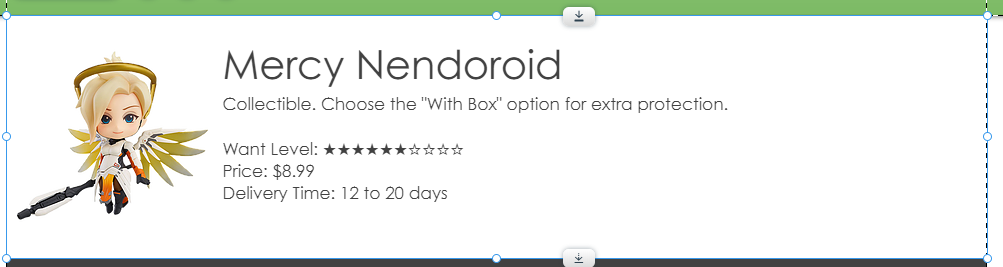 Mercy Nendoroid
Collectible. Choose the "With Box" option for extra protection.
Want Level: ★★★★★★☆☆☆☆
Price: $8.99
Delivery Time: 12 to 20 days